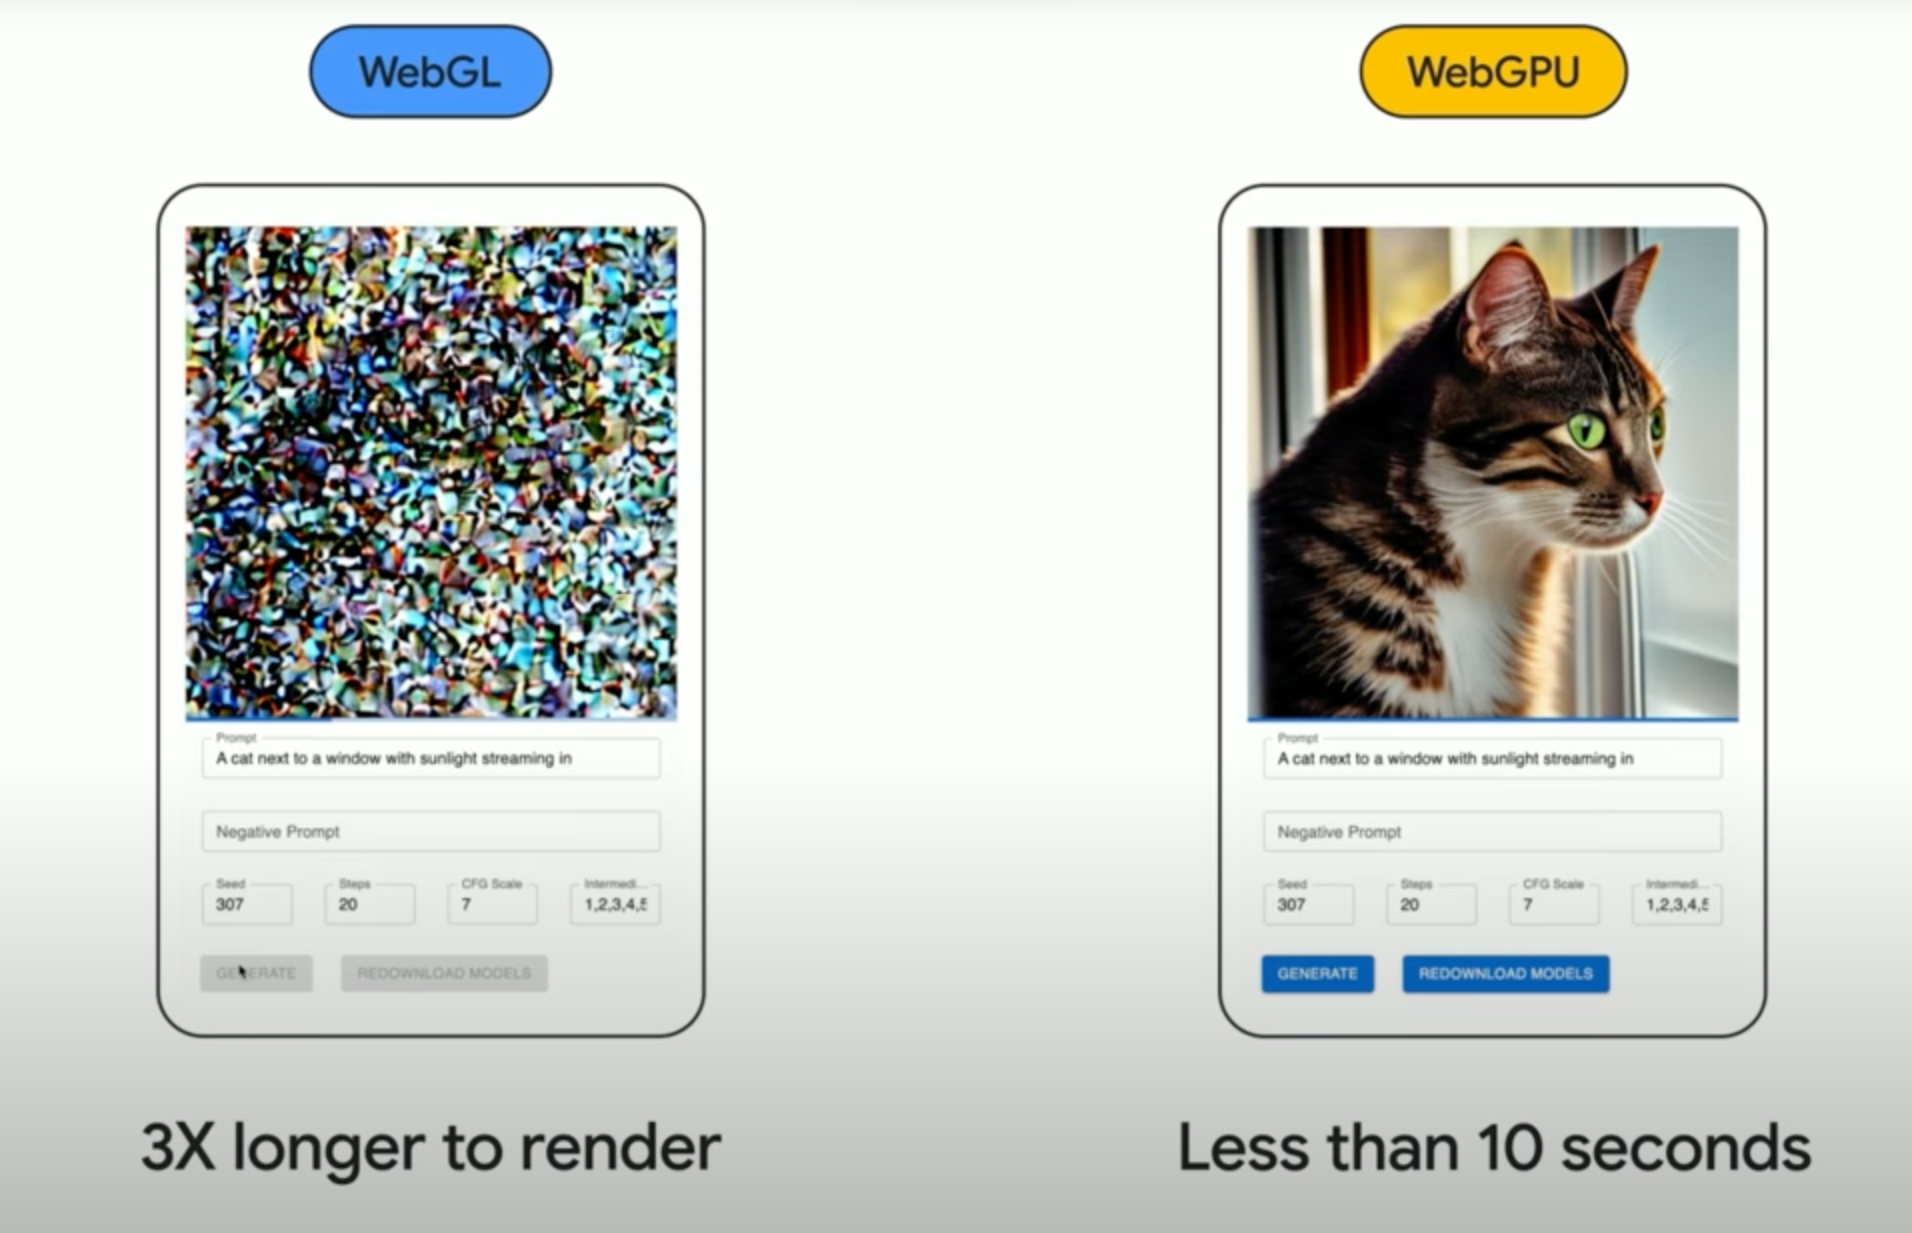 WebGL
Prompt
A cat next to a window with sunlight streaming in
Negative Prompt
Seed
Steps
CFG Scale
Intermedi...
307
20
7
1,2,3,4,5
GENERATE
REDOWNLOAD MODELS
3X longer to render
WebGPU
Prompt
A cat next to a window with sunlight streaming in
Negative Prompt
Seed
Steps
CFG Scale
Intermedi...
307
20
7
1,2,3,4,5
GENERATE
REDOWNLOAD MODELS
Less than 10 seconds